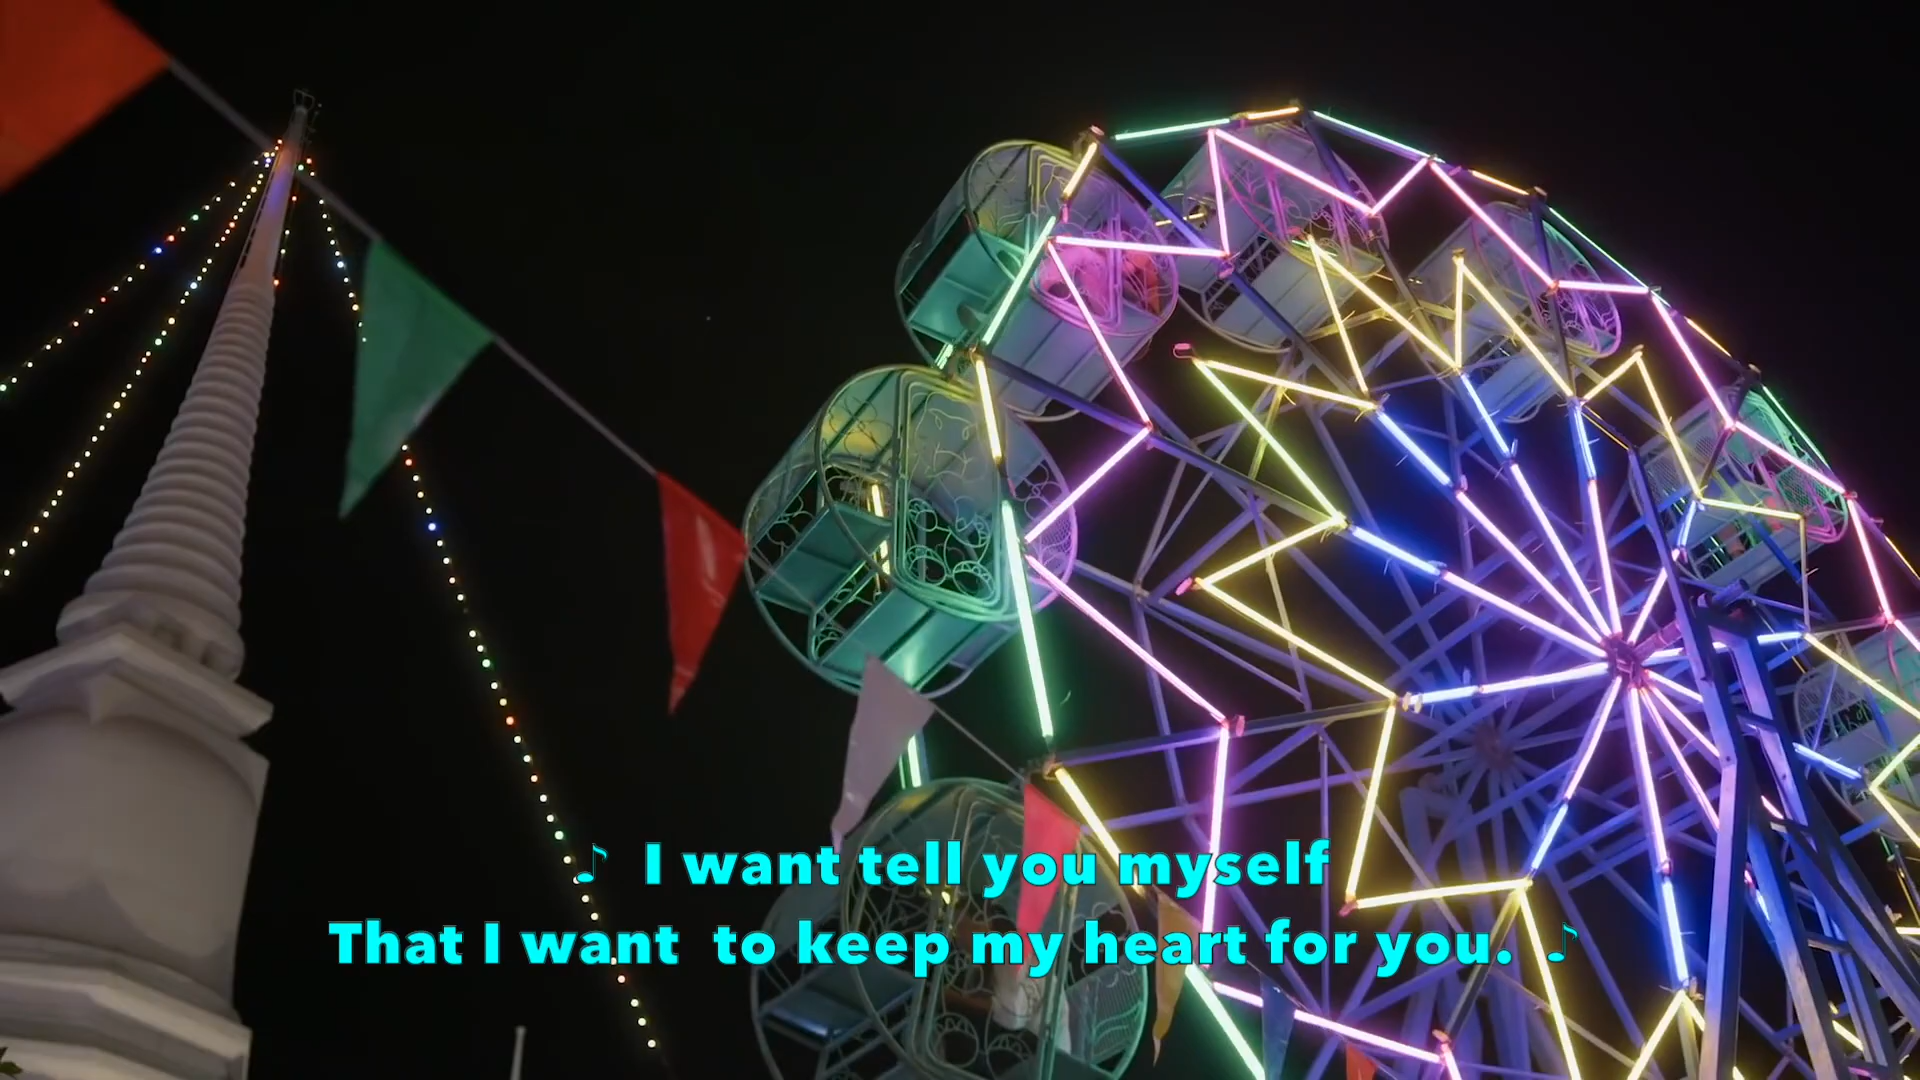 ♪ I want tell you myself
That I want to keep my heart for you. ♪